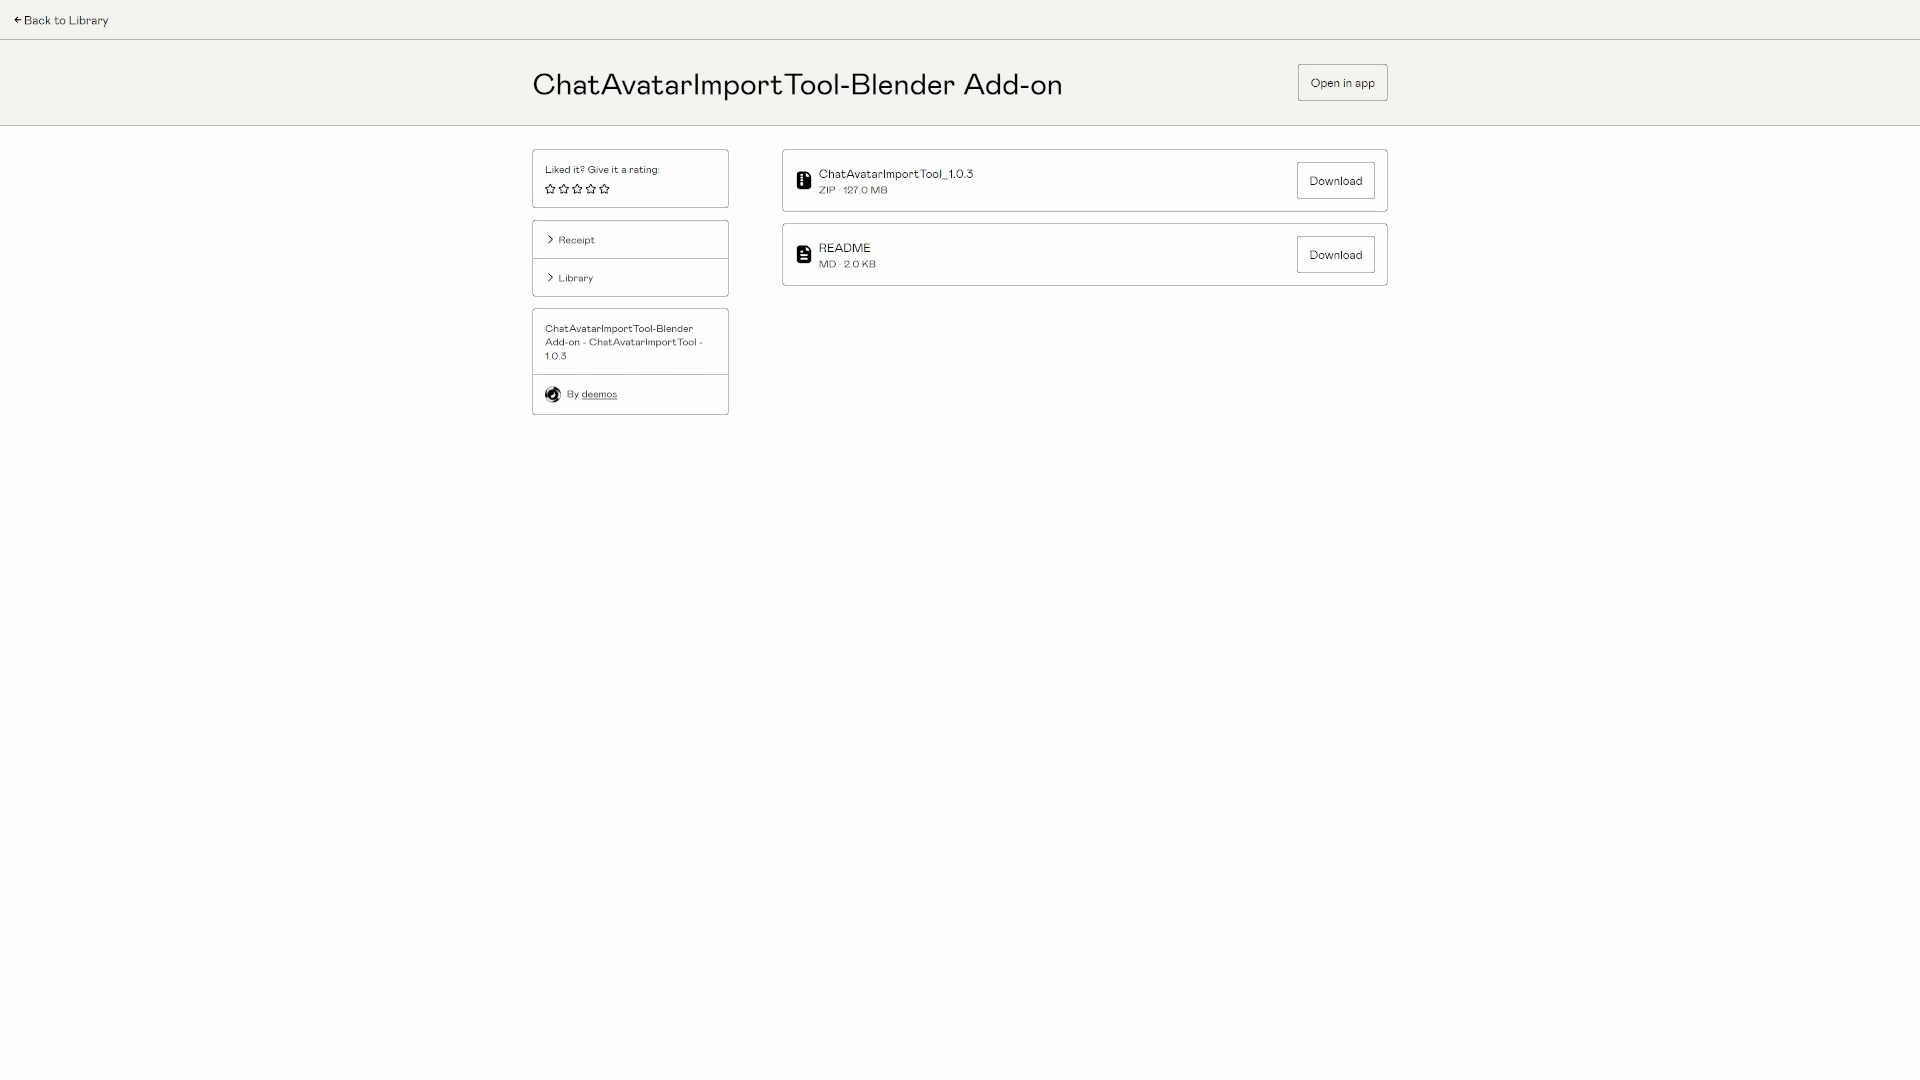 Back to Library
ChatAvatarImportTool-Blender Add-on
Open in app
Liked it? Give it a rating:
Receipt
Library
ChatAvatarImportTool-Blender
Add-on - ChatAvatarImportTool -
1.0.3
By deemos
ChatAvatarImportTool_1.0.3
ZIP · 127.0 MB
Download
README
MD · 2.0 KB
Download